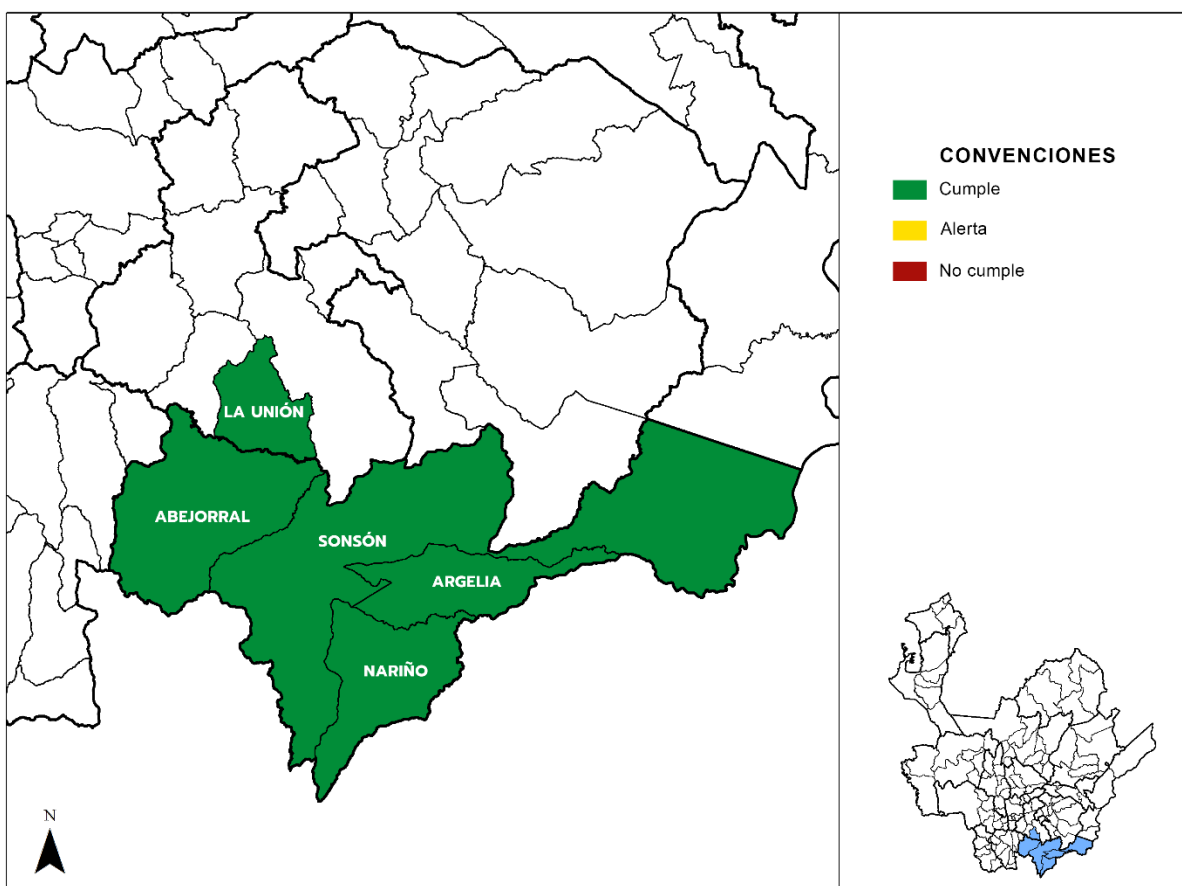 LA UNIÓN
ABEJORRAL
SONSÓN
ARGELIA
NARIÑO
N
CONVENCIONES
Cumple
Alerta
No cumple